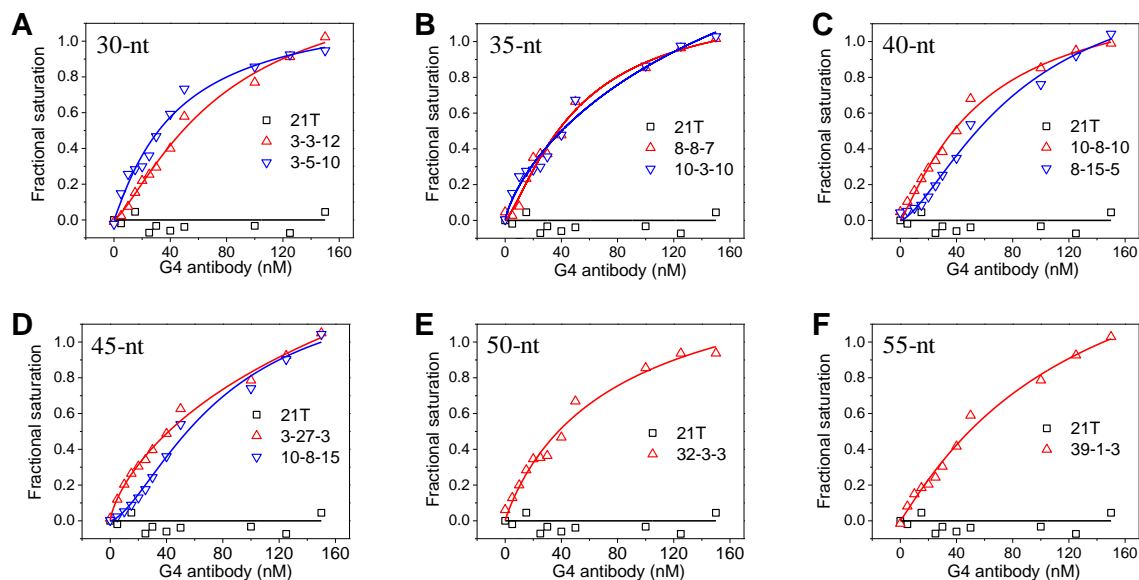 A
30-nt
Fractional saturation
1.0
0.8
0.6
0.4
0.2
0.0
21T
3-3-12
3-5-10
0 40 80 120 160
G4 antibody (nM)
B
35-nt
Fractional saturation
1.0
0.8
0.6
0.4
0.2
0.0
21T
8-8-7
10-3-10
0 40 80 120 160
G4 antibody (nM)
C
40-nt
Fractional saturation
1.0
0.8
0.6
0.4
0.2
0.0
21T
10-8-10
8-15-5
0 40 80 120 160
G4 antibody (nM)
D
45-nt
Fractional saturation
1.0
0.8
0.6
0.4
0.2
0.0
21T
3-27-3
10-8-15
0 40 80 120 160
G4 antibody (nM)
E
50-nt
Fractional saturation
1.0
0.8
0.6
0.4
0.2
0.0
21T
32-3-3
0 40 80 120 160
G4 antibody (nM)
F
55-nt
Fractional saturation
1.0
0.8
0.6
0.4
0.2
0.0
21T
39-1-3
0 40 80 120 160
G4 antibody (nM)